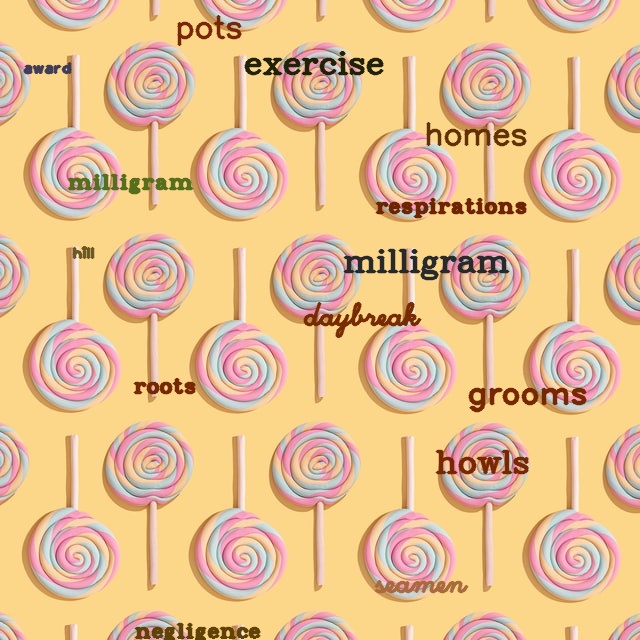 pots
exercise
award
homes
milligram
respirations
hill
milligram
daybreak
roots
grooms
howls
seamen
negligence